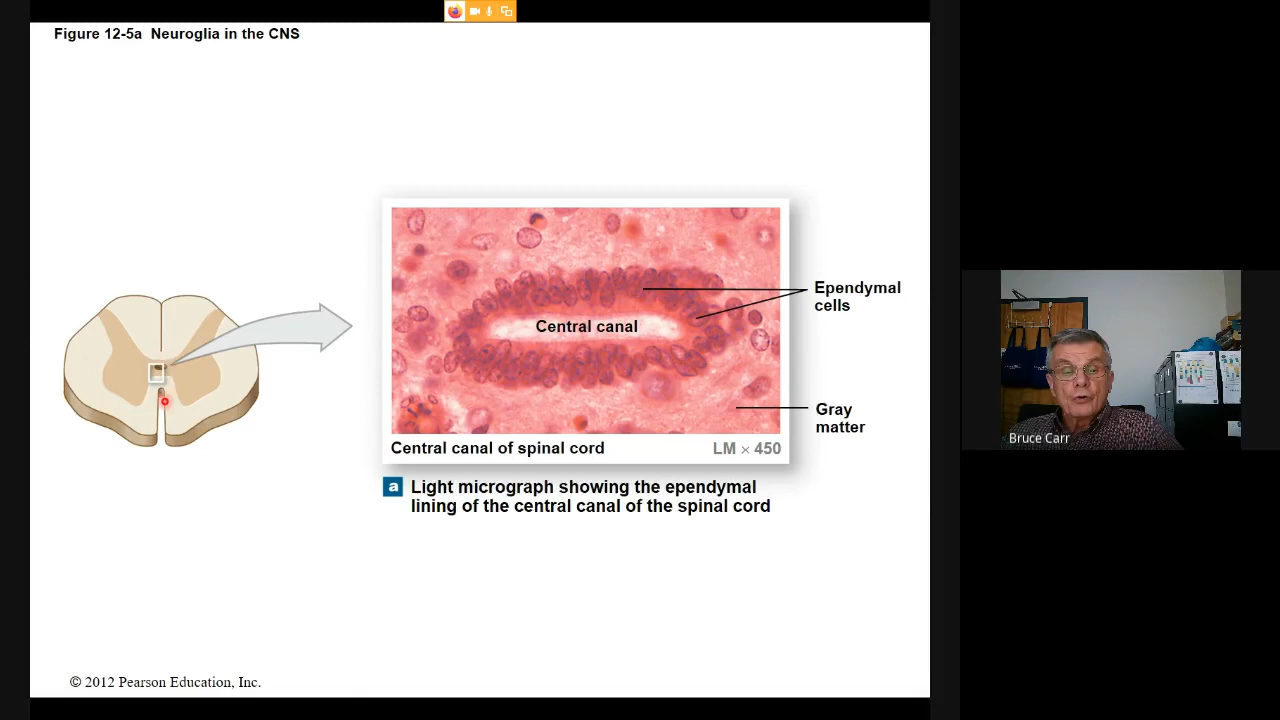 Figure 12-5a Neuroglia in the CNS
Central canal
Ependymal
cells
Gray
matter
Central canal of spinal cord
LM × 450
a
Light micrograph showing the ependymal
lining of the central canal of the spinal cord
© 2012 Pearson Education, Inc.
Bruce Carr